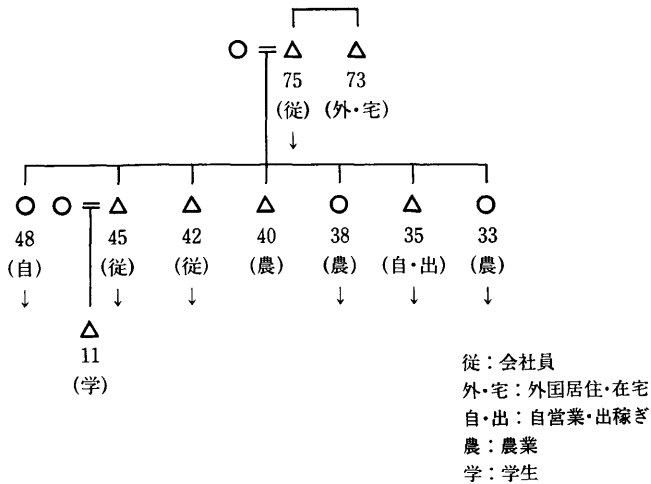 75 73
(従) (外・宅)
↓
48 45 42 40 38 35 33
(自) (従) (従) (農) (農) (自・出) (農)
↓ ↓ ↓ ↓ ↓ ↓
11
(学)
従：会社員
外・宅：外国居住・在宅
自・出：自営業・出稼ぎ
農：農業
学：学生